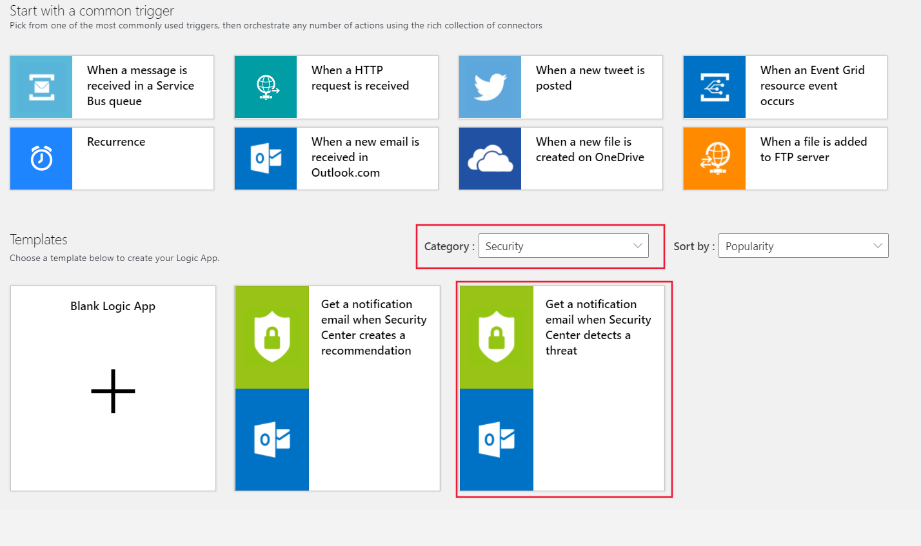 Start with a common trigger
Pick from one of the most commonly used triggers, then orchestrate any number of actions using the rich collection of connectors
When a message is
received in a Service
Bus queue
When a HTTP
request is received
When a new tweet is
posted
When an Event Grid
resource event
occurs
Recurrence
When a new email is
received in
Outlook.com
When a new file is
created on OneDrive
When a file is added
to FTP server
Templates
Choose a template below to create your Logic App.
Category : Security
Sort by : Popularity
Blank Logic App
Get a notification
email when Security
Center creates a
recommendation
Get a notification
email when Security
Center detects a
threat